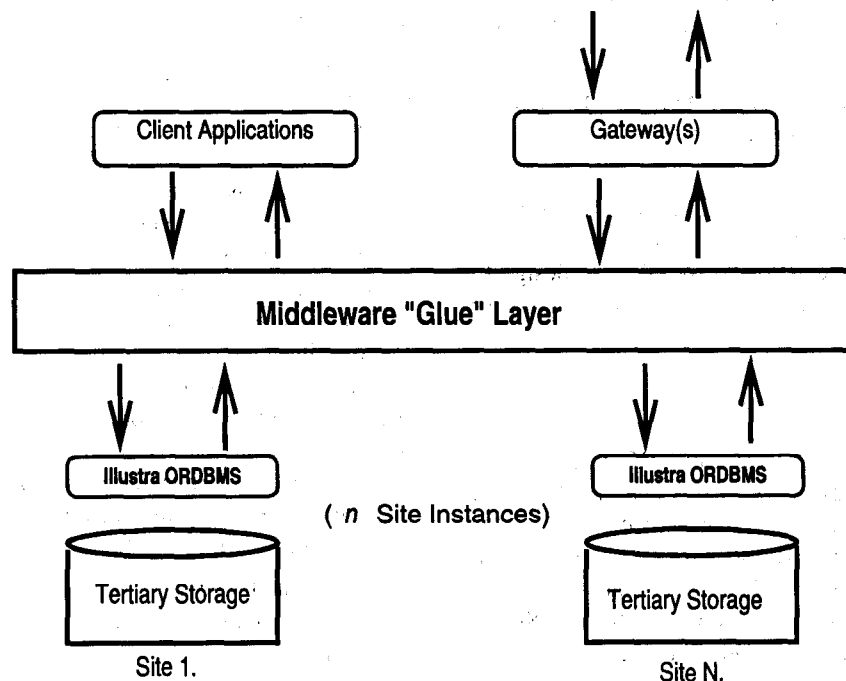 Client Applications
Gateway(s)
Middleware "Glue" Layer
Illustra ORDBMS
Illustra ORDBMS
( n Site Instances)
Tertiary Storage
Tertiary Storage
Site 1.
Site N.